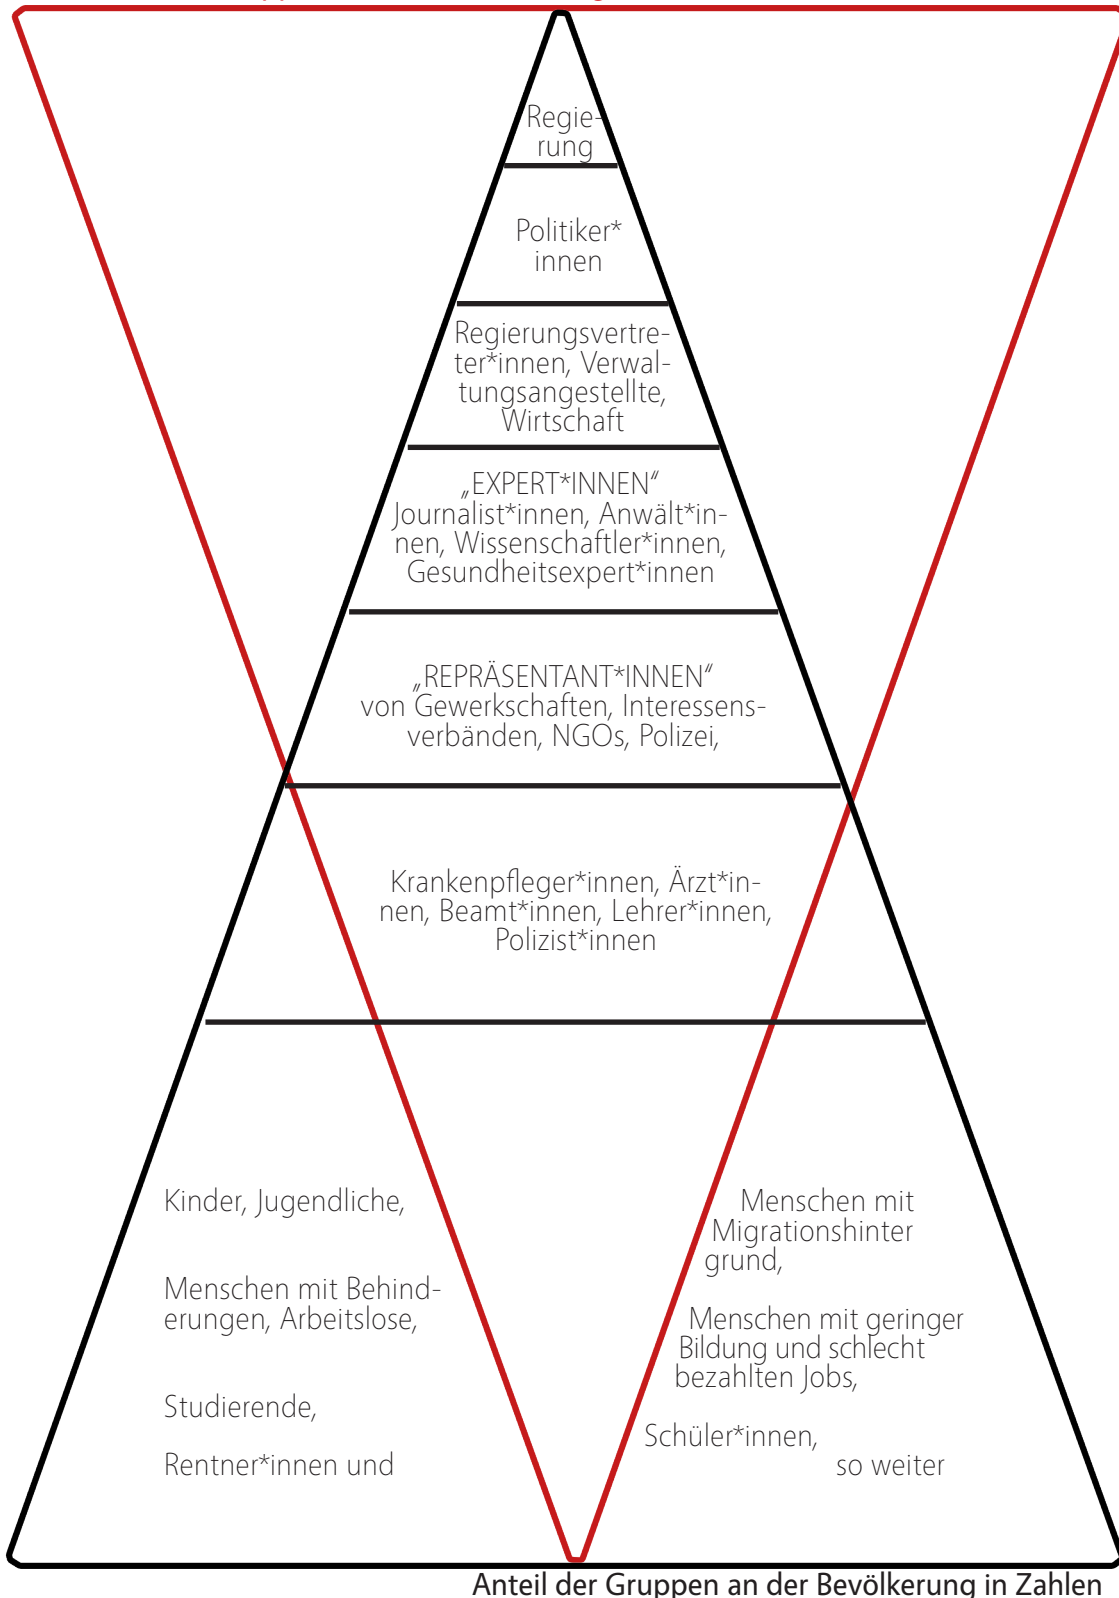 Regie-
rung
Politiker*
innen
Regierungsvertre-
ter*innen, Verwal-
tungsangestellte,
Wirtschaft
„EXPERT*INNEN“
Journalist*innen, Anwält*in-
nen, Wissenschaftler*innen,
Gesundheitsexpert*innen
„REPRÄSENTANT*INNEN“
von Gewerkschaften, Interessens-
verbänden, NGOs, Polizei,
Krankenpfleger*innen, Ärzt*in-
nen, Beamt*innen, Lehrer*innen,
Polizist*innen
Kinder, Jugendliche,
Menschen mit Behind-
erungen, Arbeitslose,
Studierende,
Rentner*innen und
Menschen mit
Migrationshinter
grund,
Menschen mit geringer
Bildung und schlecht
bezahlten Jobs,
Schüler*innen,
so weiter
Anteil der Gruppen an der Bevölkerung in Zahlen